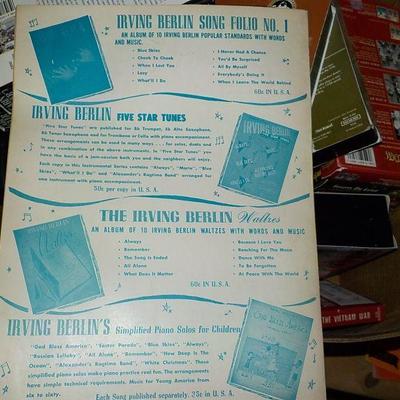 IRVING BERLIN SONG FOLIO NO. 1
AN ALBUM OF 10 IRVING BERLIN POPULAR STANDARDS WITH WORDS
AND MUSIC.
• Blue Skies
• Cheek To Cheek
• When I Lost You
• Lazy
• What'll I Do
• I Never Had A Chance
• You'd Be Surprised
• All By Myself
• Everybody's Doing It
• When I Leave The World Behind
60c IN U. S. A.
IRVING BERLIN FIVE STAR TUNES
"Five Star Tunes" are published for Bb Trumpet, Eb Alto Saxophone,
Bb Tenor Saxophone and for Trombone or Cello with piano accompaniment.
These arrangements can be used in many ways . . . for solos, duets and
in any combination of the above instruments. In "Five Star Tunes" you
have the basis of a jam-session both you and the neighbors will enjoy.
Each copy in this Instrumental Series contains "Always", "Marie", "Blue
Skies", "What'll I Do" and "Alexander's Ragtime Band" arranged for one
instrument with piano accompaniment.
50c per copy in U. S. A.
IRVING BERLIN
THE IRVING BERLIN Waltzes
AN ALBUM OF 10 IRVING BERLIN WALTZES WITH WORDS AND MUSIC
• Always
• Remember
• The Song Is Ended
• All Alone
• What Does It Matter
• Because I Love You
• Reaching For The Moon
• Dance With Me
• To Be Forgotten
• At Peace With The World
60c IN U. S. A.
IRVING BERLIN
Waltzes
IRVING BERLIN'S Simplified Piano Solos for Children
"God Bless America", "Easter Parade", "Blue Skies", "Always",
"Russian Lullaby", "All Alone", "Remember", "How Deep Is The
Ocean", "Alexander's Ragtime Band", "White Christmas". These
simplified piano solos make piano practice real fun. The arrangements
have simple technical requirements. Music for Young America from
six to sixty.
Each Song published separately. 35c in U. S. A.
God Bless America
THE VIETNAM WAR